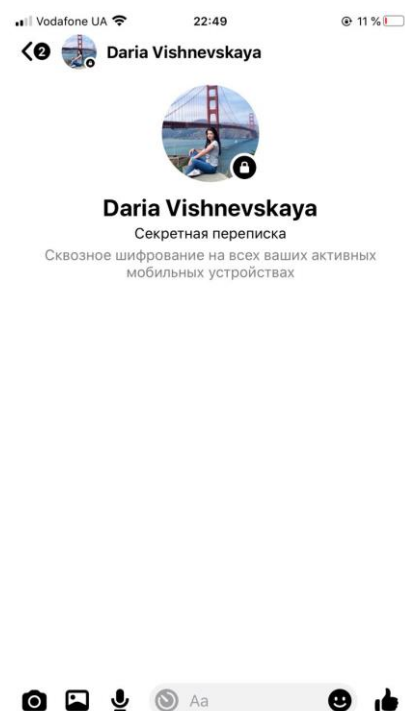 Vodafone UA 22:49 11 %
2 Daria Vishnevskaya
Daria Vishnevskaya
Секретная переписка
Сквозное шифрование на всех ваших активных
мобильных устройствах
Aa